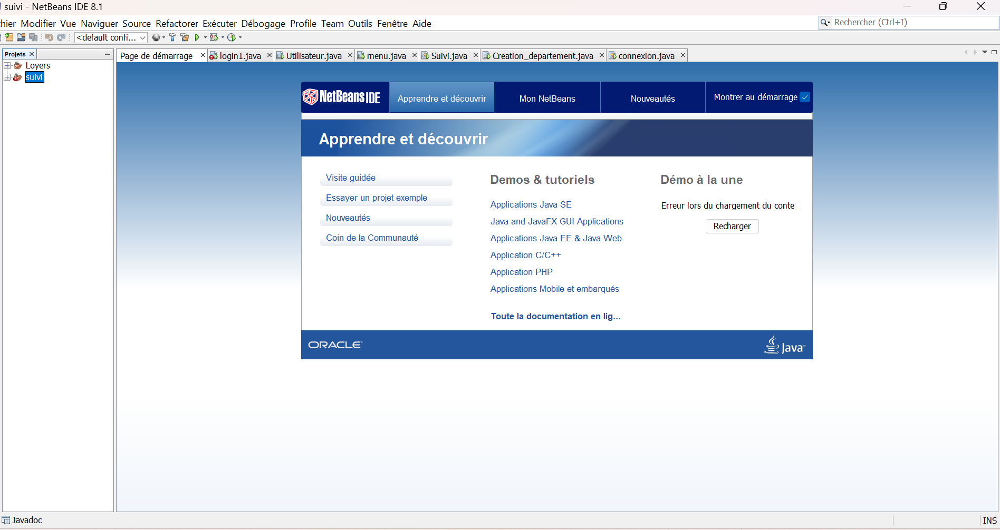 suivi - NetBeans IDE 8.1
hier Modifier Vue Naviguer Source Refactorer Exécuter Débogage Profile Team Outils Fenêtre Aide
Rechercher (Ctrl+I)
<default confi...
Projets
Page de démarrage login1.java Utilisateur.java menu.java Suivi.java Creation_departement.java connexion.java
Loyers
suivi
NetBeans IDE
Apprendre et découvrir
Mon NetBeans
Nouveautés
Montrer au démarrage
Apprendre et découvrir
Visite guidée
Essayer un projet exemple
Nouveautés
Coin de la Communauté
Demos & tutoriels
Applications Java SE
Java and JavaFX GUI Applications
Applications Java EE & Java Web
Application C/C++
Application PHP
Applications Mobile et embarqués
Toute la documentation en lig...
Démo à la une
Erreur lors du chargement du conte
Recharger
ORACLE
Java
Javadoc
INS